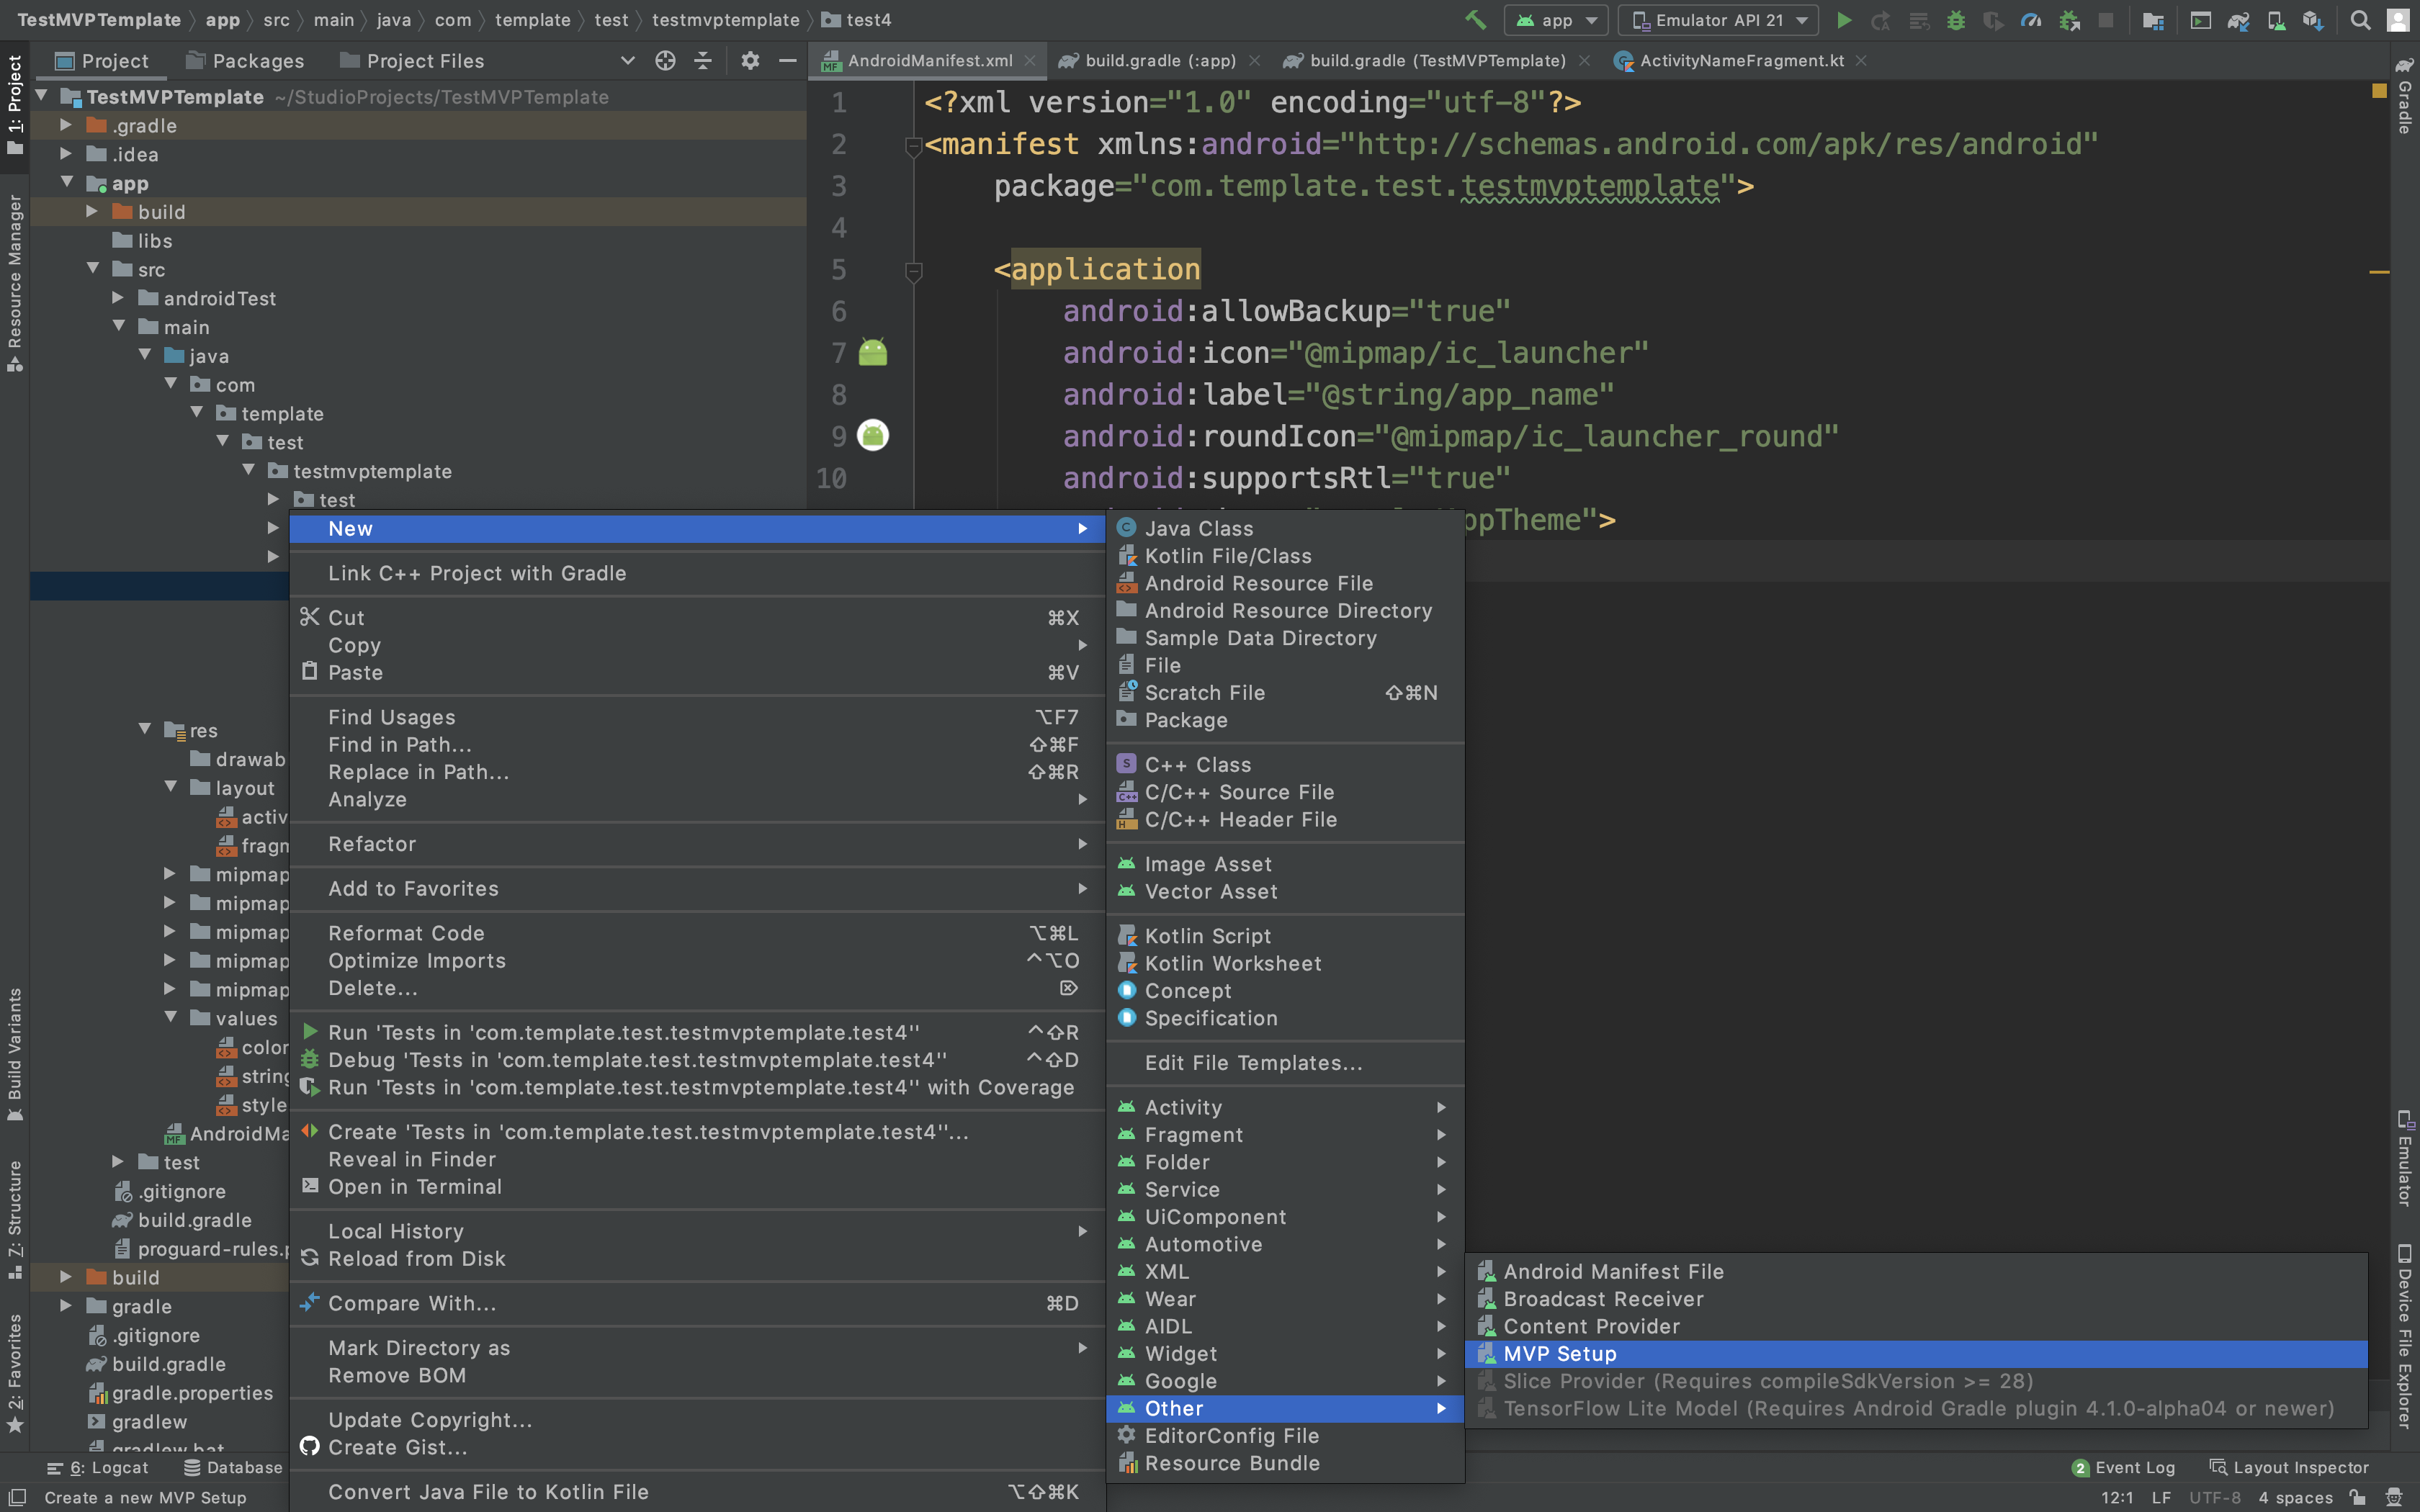 TestMVPTemplate app src main java com template test testmvptemplate test4
app
Emulator API 21
1: Project
Resource Manager
Build Variants
7: Structure
2: Favorites
Project Packages Project Files
TestMVPTemplate ~/StudioProjects/TestMVPTemplate
.gradle
.idea
app
build
libs
src
androidTest
main
java
com
template
test
testmvptemplate
test
res
drawab
layout
activ
fragm
mipmap
mipmap
mipmap
mipmap
mipmap
values
color
string
style
AndroidMa
test
.gitignore
build.gradle
proguard-rules.p
build
gradle
.gitignore
build.gradle
gradle.properties
gradlew
gradlew.bat
AndroidManifest.xml build.gradle (:app) build.gradle (TestMVPTemplate) ActivityNameFragment.kt
1 <?xml version="1.0" encoding="utf-8"?>
2 <manifest xmlns:android="http://schemas.android.com/apk/res/android"
3 package="com.template.test.testmvptemplate">
4
5 <application
6 android:allowBackup="true"
7 android:icon="@mipmap/ic_launcher"
8 android:label="@string/app_name"
9 android:roundIcon="@mipmap/ic_launcher_round"
10 android:supportsRtl="true"
ppTheme">
New
Link C++ Project with Gradle
Cut ⌘X
Copy
Paste ⌘V
Find Usages ⌥F7
Find in Path... ⇧⌘F
Replace in Path... ⇧⌘R
Analyze
Refactor
Add to Favorites
Reformat Code ⌥⌘L
Optimize Imports ^⌥O
Delete... ⌦
Run 'Tests in 'com.template.test.testmvptemplate.test4'' ^⇧R
Debug 'Tests in 'com.template.test.testmvptemplate.test4'' ^⇧D
Run 'Tests in 'com.template.test.testmvptemplate.test4'' with Coverage
Create 'Tests in 'com.template.test.testmvptemplate.test4''...
Reveal in Finder
Open in Terminal
Local History
Reload from Disk
Compare With... ⌘D
Mark Directory as
Remove BOM
Update Copyright...
Create Gist...
Convert Java File to Kotlin File ⌥⇧⌘K
Java Class
Kotlin File/Class
Android Resource File
Android Resource Directory
Sample Data Directory
File
Scratch File ⇧⌘N
Package
C++ Class
C/C++ Source File
C/C++ Header File
Image Asset
Vector Asset
Kotlin Script
Kotlin Worksheet
Concept
Specification
Edit File Templates...
Activity
Fragment
Folder
Service
UiComponent
Automotive
XML
Wear
AIDL
Widget
Google
Other
EditorConfig File
Resource Bundle
Android Manifest File
Broadcast Receiver
Content Provider
MVP Setup
Slice Provider (Requires compileSdkVersion >= 28)
TensorFlow Lite Model (Requires Android Gradle plugin 4.1.0-alpha04 or newer)
Gradle
Emulator
Device File Explorer
6: Logcat Database
2 Event Log Layout Inspector
Create a new MVP Setup
12:1 LF UTF-8 4 spaces